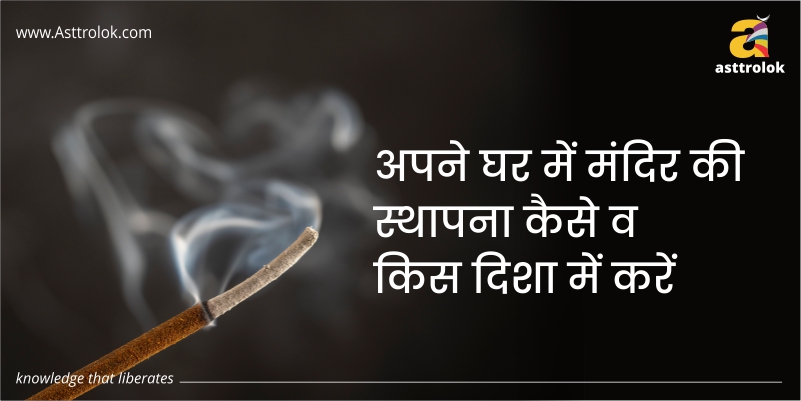 www.Asttrolok.com
asttrolok
अपने घर में मंदिर की
स्थापना कैसे व
किस दिशा में करें
knowledge that liberates